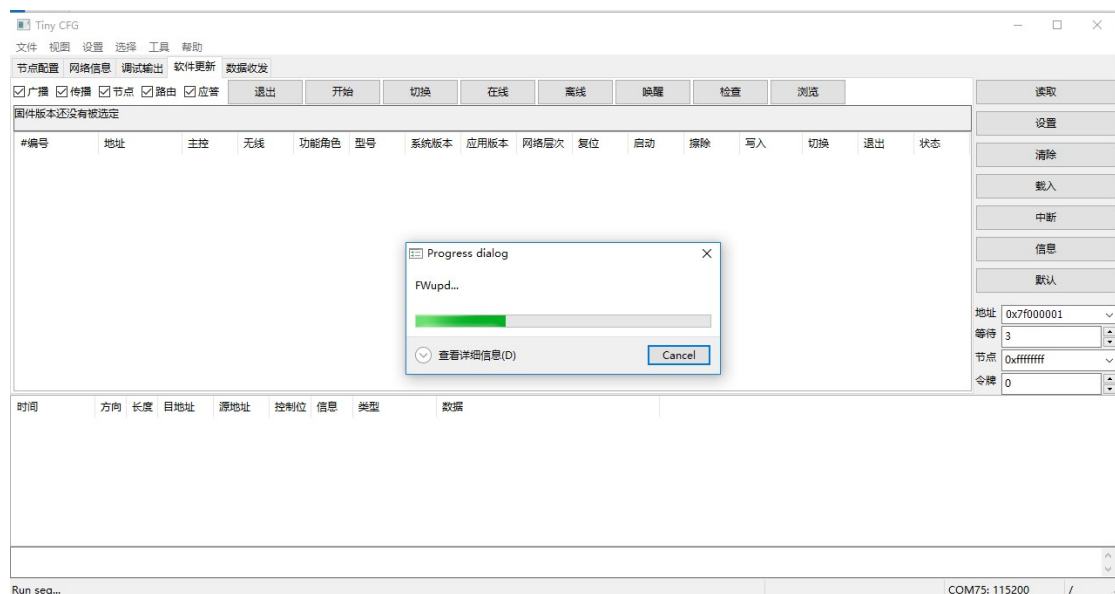 Tiny CFG
文件 视图 设置 选择 工具 帮助
节点配置 网络信息 调试输出 软件更新 数据收发
广播 传播 节点 路由 应答 退出 开始 切换 在线 离线 唤醒 检查 浏览 读取
固件版本还没有被选定
设置
#编号 地址 主控 无线 功能角色 型号 系统版本 应用版本 网络层次 复位 启动 擦除 写入 切换 退出 状态
清除
载入
中断
信息
默认
Progress dialog
FWupd...
查看详细信息(D) Cancel
地址 0x7f000001
等待 3
节点 0xffffffff
令牌 0
时间 方向 长度 目地址 源地址 控制位 信息 类型 数据
Run seq... COM75: 115200 /